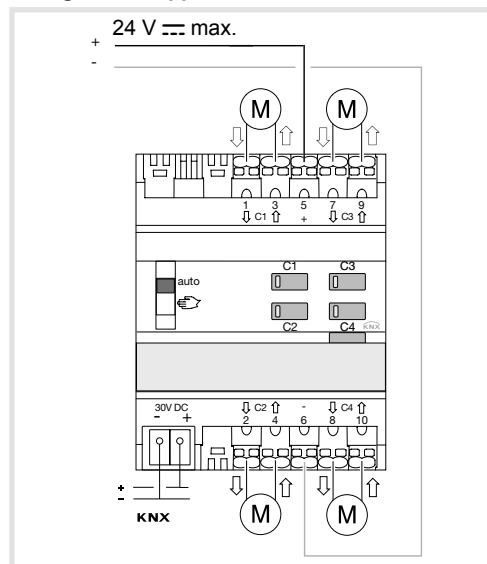 24 V ⎓ max.
+
-
M M
⇩ ⇧ ⇩ ⇧
1 3 5 7 9
⇩ C1 ⇧ + ⇩ C3 ⇧
C1 C3
auto
C2 C4 KNX
30V DC ⇩ C2 ⇧ - ⇩ C4 ⇧
- + 2 4 6 8 10
⇩ ⇧ ⇩ ⇧
+
-
M M
KNX